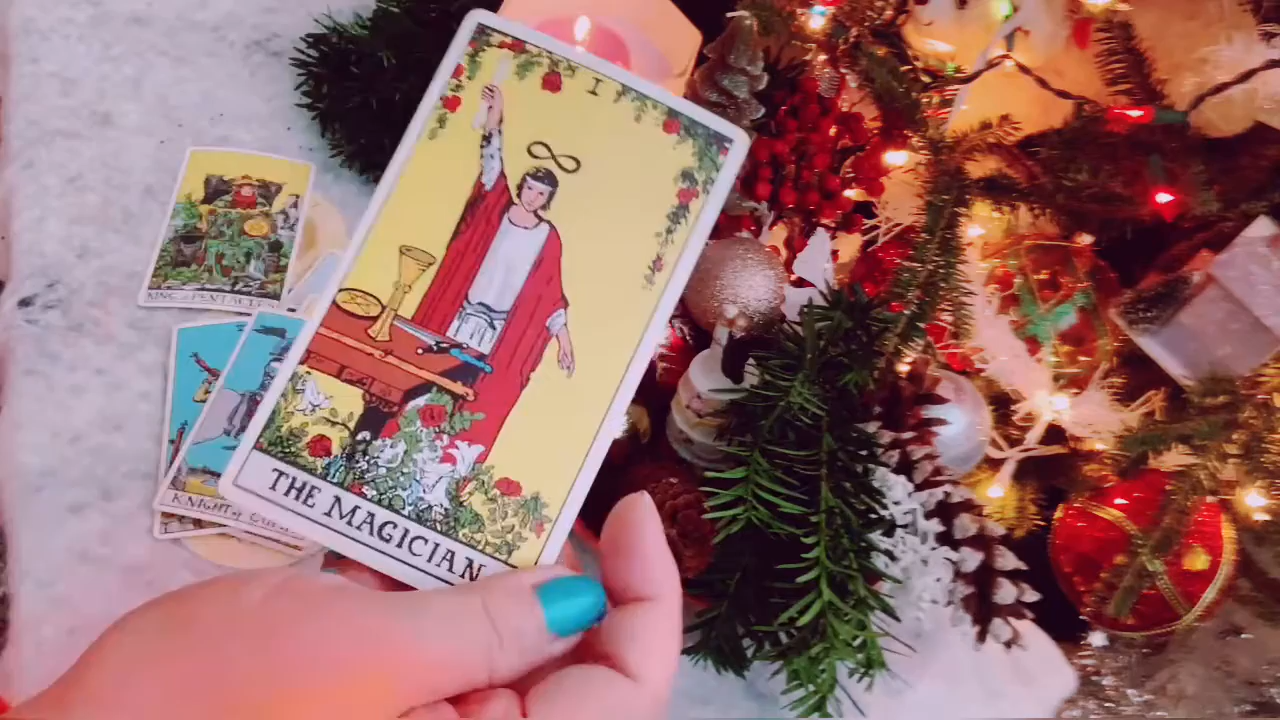 I
THE MAGICIAN
KING of PENTACLES
KNIGHT of CUPS